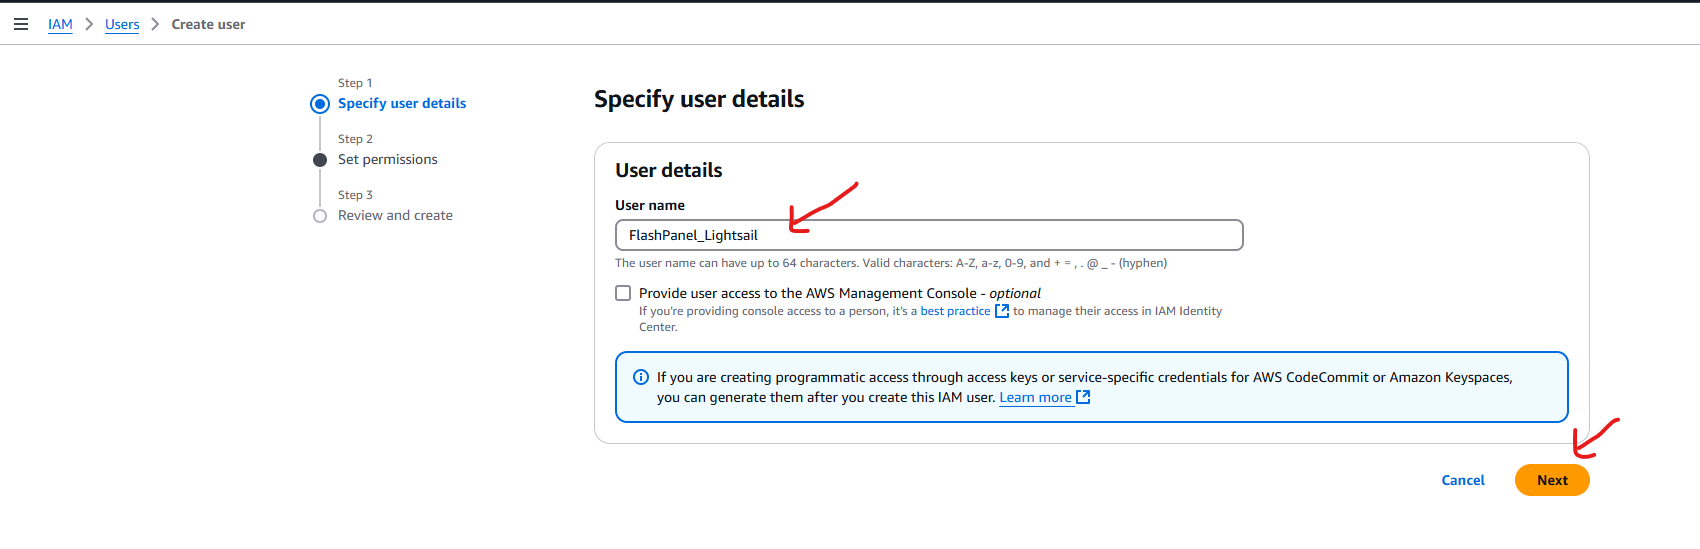 IAM > Users > Create user
Step 1
Specify user details
Step 2
Set permissions
Step 3
Review and create
Specify user details
User details
User name
FlashPanel_Lightsail
The user name can have up to 64 characters. Valid characters: A-Z, a-z, 0-9, and + = , . @ _ - (hyphen)
Provide user access to the AWS Management Console - optional
If you're providing console access to a person, it's a best practice to manage their access in IAM Identity
Center.
If you are creating programmatic access through access keys or service-specific credentials for AWS CodeCommit or Amazon Keyspaces,
you can generate them after you create this IAM user. Learn more
Cancel
Next